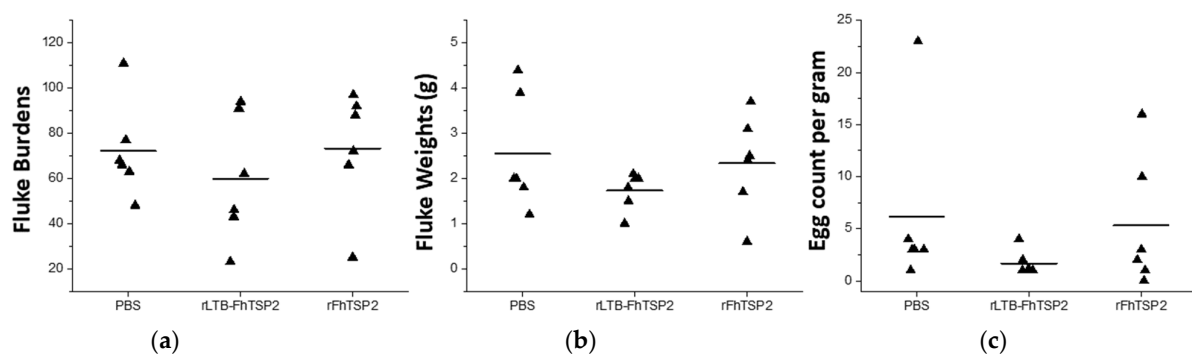 Fluke Burdens
120
100
80
60
40
20
PBS
rLTB-FhTSP2
rFhTSP2
(a)
Fluke Weights (g)
5
4
3
2
1
0
PBS
rLTB-FhTSP2
rFhTSP2
(b)
Egg count per gram
25
20
15
10
5
0
PBS
rLTB-FhTSP2
rFhTSP2
(c)